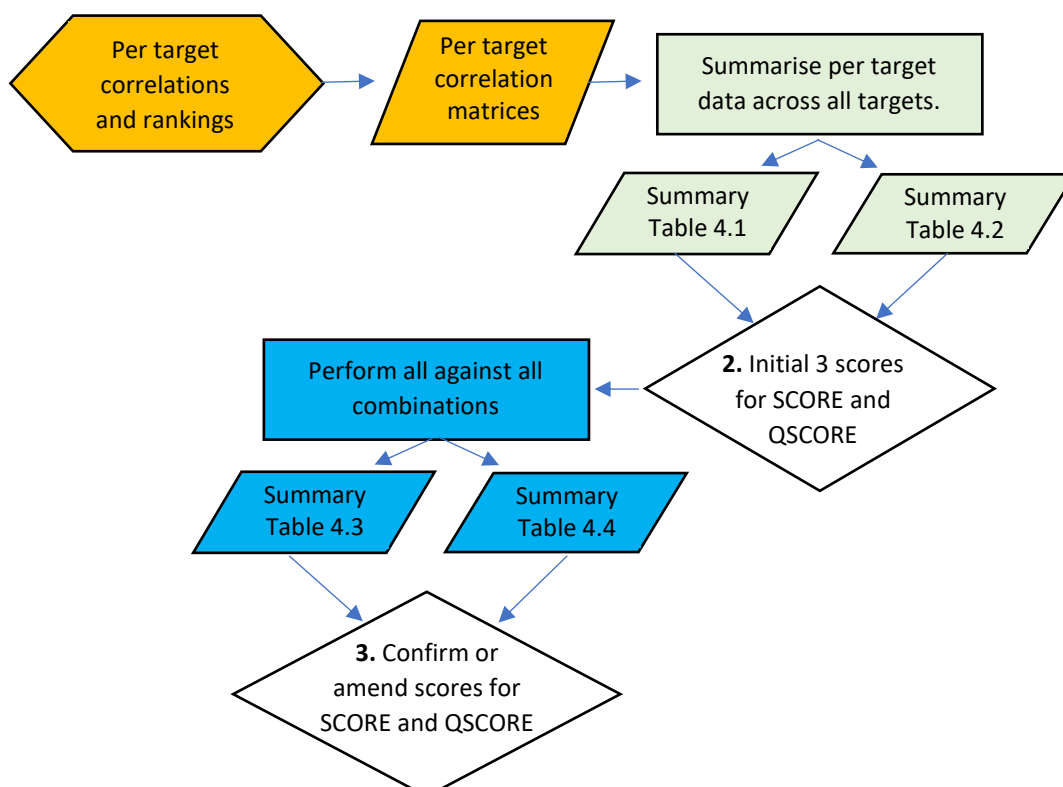 Per target
correlations
and rankings
Per target
correlation
matrices
Summarise per target
data across all targets.
Summary
Table 4.1
Summary
Table 4.2
2. Initial 3 scores
for SCORE and
QSCORE
Perform all against all
combinations
Summary
Table 4.3
Summary
Table 4.4
3. Confirm or
amend scores for
SCORE and QSCORE